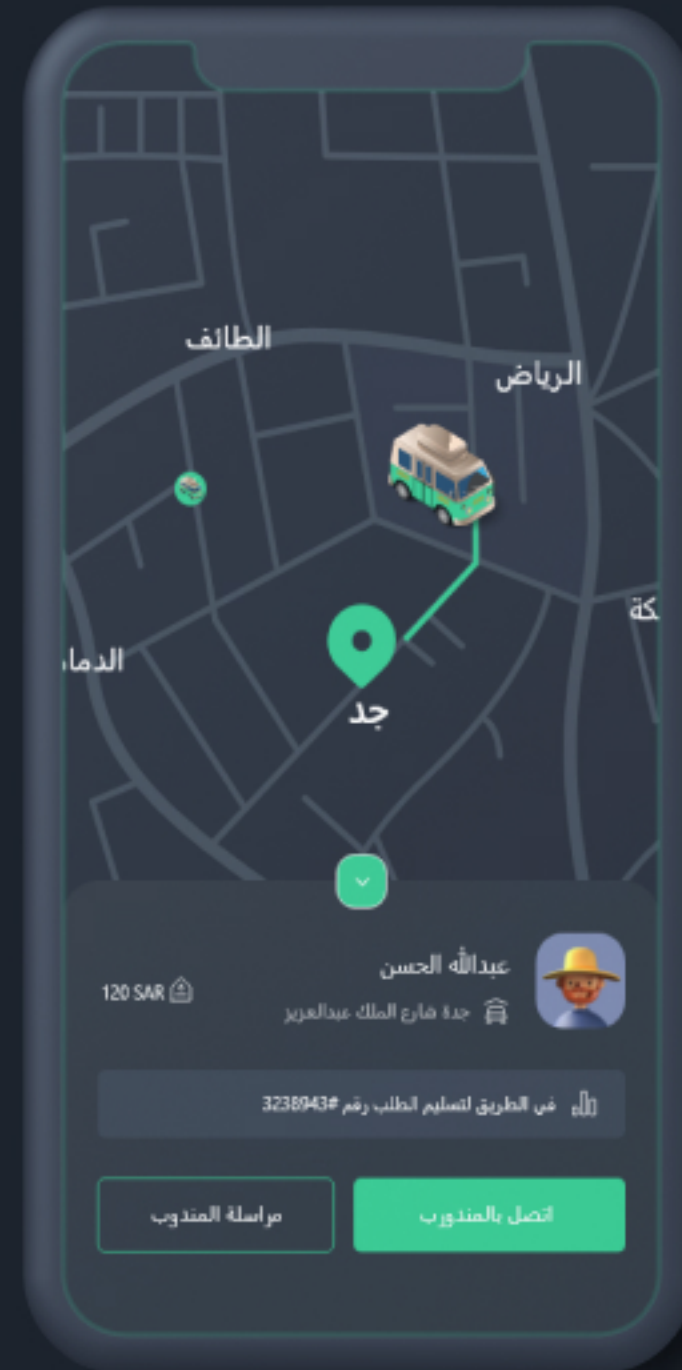 الطائف
الرياض
كة
الدما
جد
عبدالله الحسن
جدة شارع الملك عبدالعزيز
120 SAR
في الطريق لتسليم الطلب رقم #3238943
اتصل بالمندورب
مراسلة المندوب